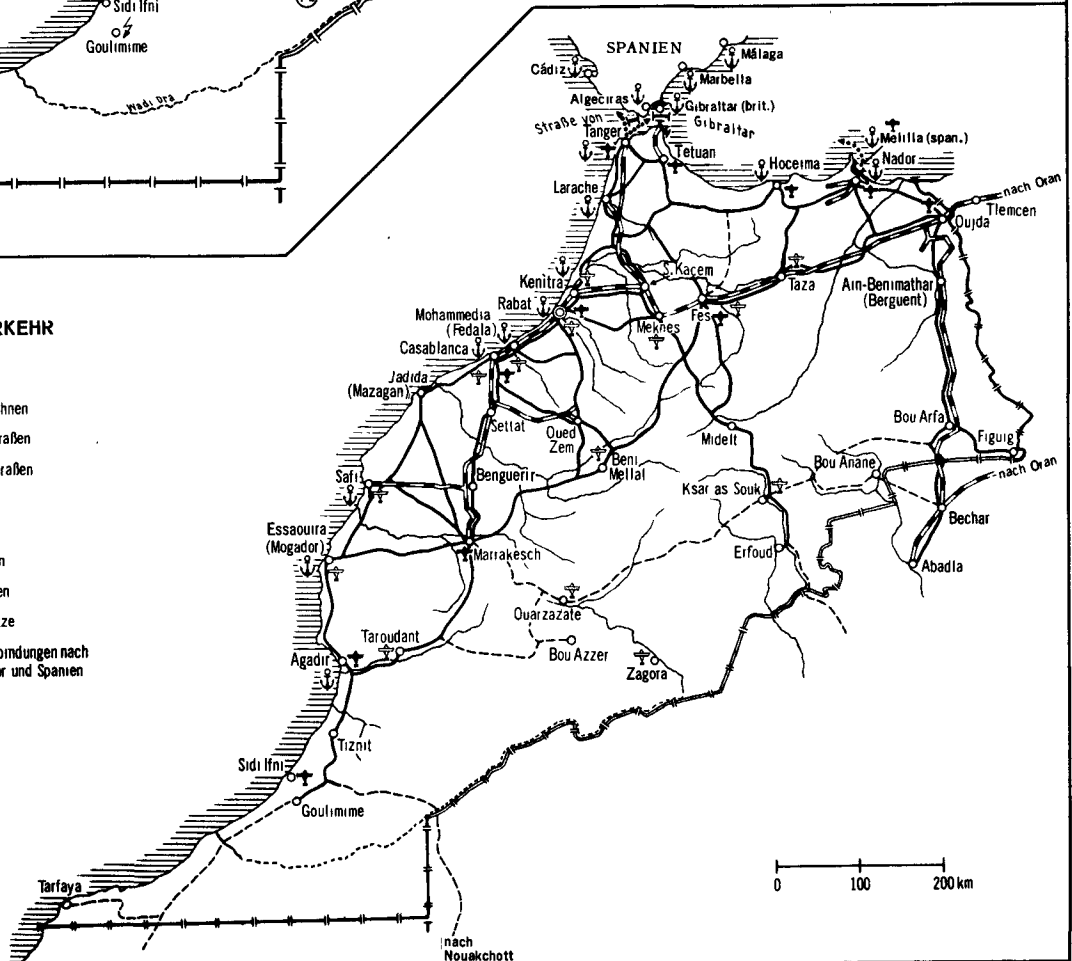 Sidi Ifni
Goulimime
Wadi Dra
RKEHR
hnen
raßen
raßen
n
en
ze
bindungen nach
or und Spanien
SPANIEN
Cádiz
Málaga
Marbella
Algeciras
Gibraltar (brit.)
Straße von
Gibraltar
Tanger
Tetuan
Melilla (span.)
Hoceima
Nador
Larache
nach Oran
Tlemcen
Oujda
Kenitra
S.Kacem
Rabat
Taza
Ain-Benimathar
(Berguent)
Mohammedia
(Fedala)
Meknes
Fes
Casablanca
Jadida
(Mazagan)
Settat
Oued
Zem
Midelt
Bou Arfa
Figuig
Beni
Mellal
Bou Anane
nach Oran
Safi
Benguerir
Ksar as Souk
Bechar
Essaouira
(Mogador)
Marrakesch
Erfoud
Abadla
Ouarzazate
Taroudant
Bou Azzer
Agadir
Zagora
Tiznit
Sidi Ifni
Goulimime
0 100 200 km
Tarfaya
nach
Nouakchott